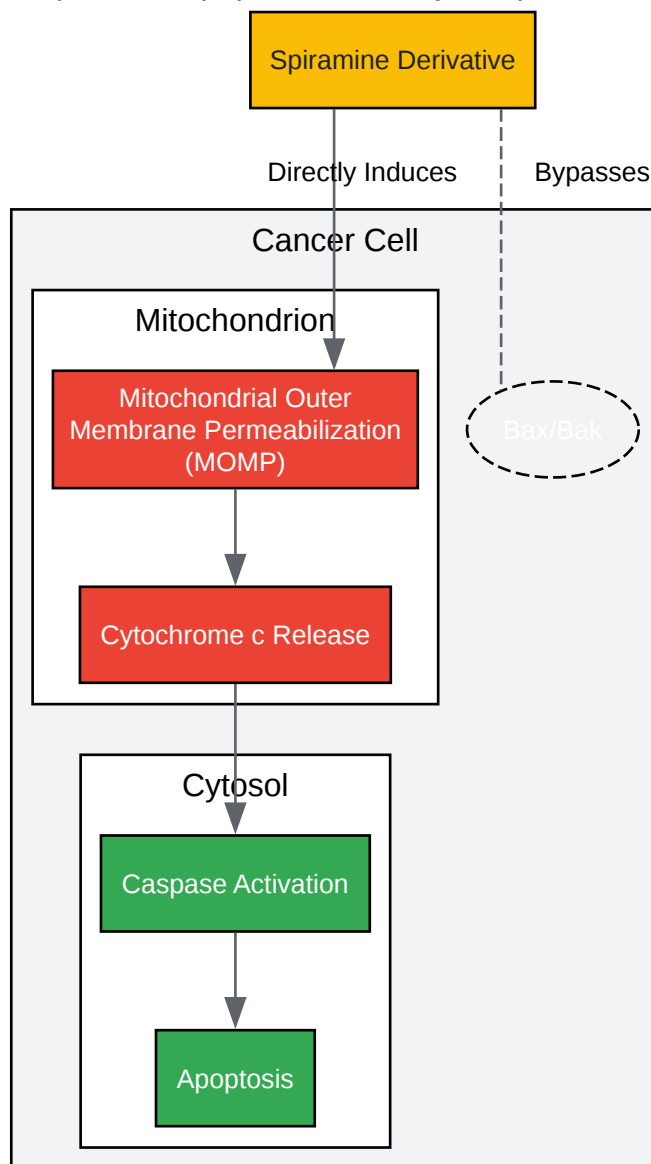 Spiramine Derivative
Directly Induces
Bypasses
Cancer Cell
Mitochondrion
Mitochondrial Outer
Membrane Permeabilization
(MOMP)
Bax/Bak
Cytochrome c Release
Cytosol
Caspase Activation
Apoptosis